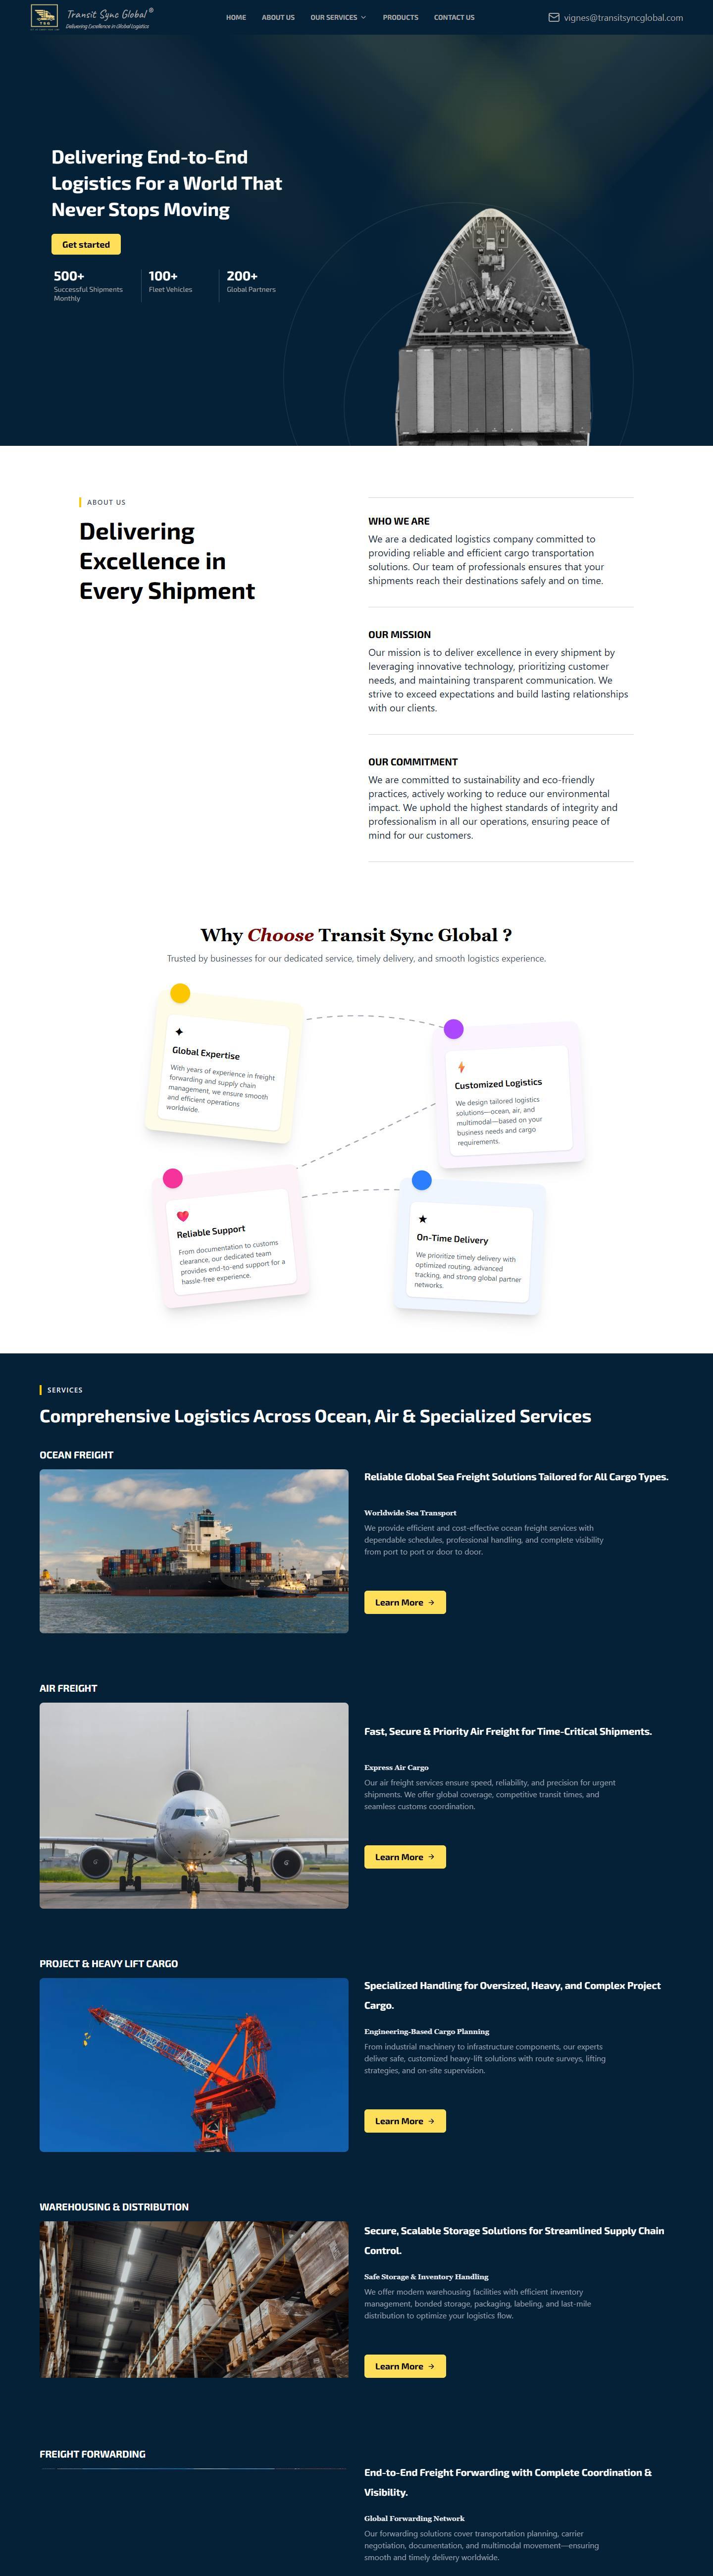 Transit Sync Global
Delivering Excellence in Global Logistics
HOME
ABOUT US
OUR SERVICES
PRODUCTS
CONTACT US
vignes@transitsyncglobal.com
Delivering End-to-End
Logistics For a World That
Never Stops Moving
Get started
500+
Successful Shipments
Monthly
100+
Fleet Vehicles
200+
Global Partners
ABOUT US
Delivering
Excellence in
Every Shipment
WHO WE ARE
We are a dedicated logistics company committed to
providing reliable and efficient cargo transportation
solutions. Our team of professionals ensures that your
shipments reach their destinations safely and on time.
OUR MISSION
Our mission is to deliver excellence in every shipment by
leveraging innovative technology, prioritizing customer
needs, and maintaining transparent communication. We
strive to exceed expectations and build lasting relationships
with our clients.
OUR COMMITMENT
We are committed to sustainability and eco-friendly
practices, actively working to reduce our environmental
impact. We uphold the highest standards of integrity and
professionalism in all our operations, ensuring peace of
mind for our customers.
Why Choose Transit Sync Global ?
Trusted by businesses for our dedicated service, timely delivery, and smooth logistics experience.
Global Expertise
With years of experience in freight
forwarding and supply chain
management, we ensure smooth
and efficient operations
worldwide.
Customized Logistics
We design tailored logistics
solutions—ocean, air, and
multimodal—based on your
business needs and cargo
requirements.
Reliable Support
From documentation to customs
clearance, our dedicated team
provides end-to-end support for a
hassle-free experience.
On-Time Delivery
We prioritize timely delivery with
optimized routing, advanced
tracking, and strong global partner
networks.
SERVICES
Comprehensive Logistics Across Ocean, Air & Specialized Services
OCEAN FREIGHT
Reliable Global Sea Freight Solutions Tailored for All Cargo Types.
Worldwide Sea Transport
We provide efficient and cost-effective ocean freight services with
dependable schedules, professional handling, and complete visibility
from port to port or door to door.
Learn More
AIR FREIGHT
Fast, Secure & Priority Air Freight for Time-Critical Shipments.
Express Air Cargo
Our air freight services ensure speed, reliability, and precision for urgent
shipments. We offer global coverage, competitive transit times, and
seamless customs coordination.
Learn More
PROJECT & HEAVY LIFT CARGO
Specialized Handling for Oversized, Heavy, and Complex Project
Cargo.
Engineering-Based Cargo Planning
From industrial machinery to infrastructure components, our experts
deliver safe, customized heavy-lift solutions with route surveys, lifting
strategies, and on-site supervision.
Learn More
WAREHOUSING & DISTRIBUTION
Secure, Scalable Storage Solutions for Streamlined Supply Chain
Control.
Safe Storage & Inventory Handling
We offer modern warehousing facilities with efficient inventory
management, bonded storage, packaging, labeling, and last-mile
distribution to optimize your logistics flow.
Learn More
FREIGHT FORWARDING
End-to-End Freight Forwarding with Complete Coordination &
Visibility.
Global Forwarding Network
Our forwarding solutions cover transportation planning, carrier
negotiation, documentation, and multimodal movement—ensuring
smooth and timely delivery worldwide.